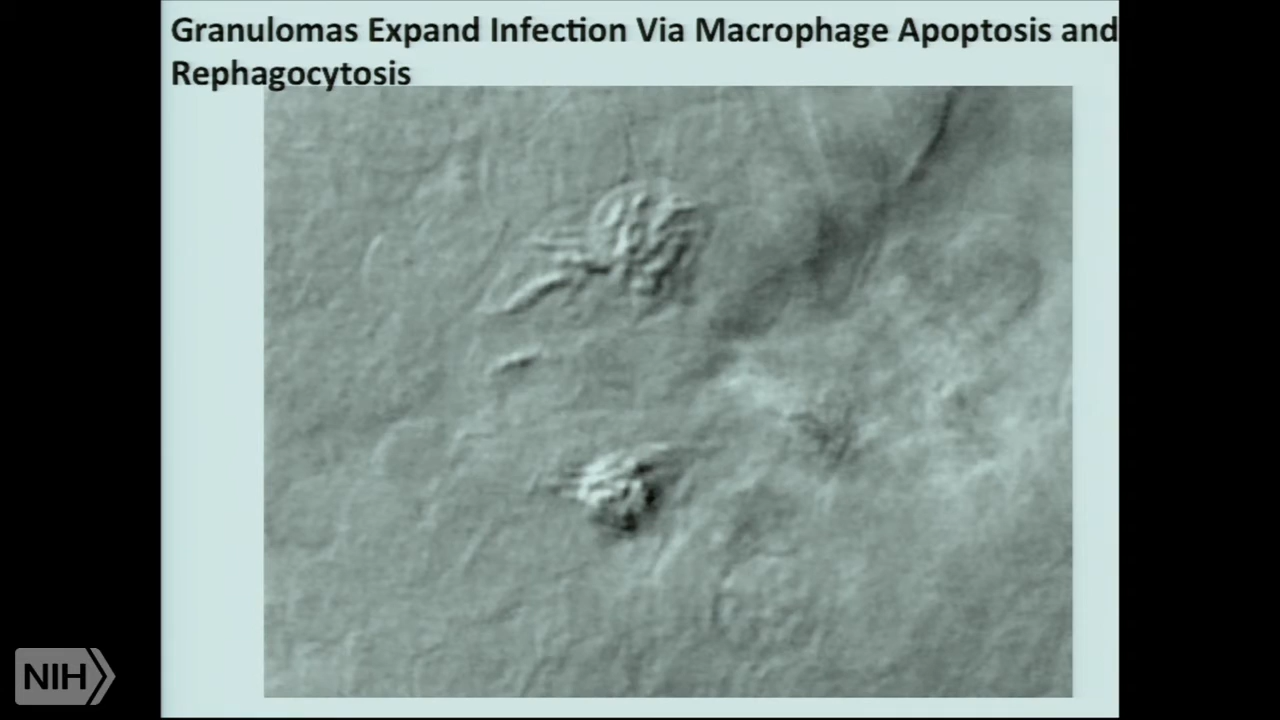 Granulomas Expand Infection Via Macrophage Apoptosis and
Rephagocytosis
NIH